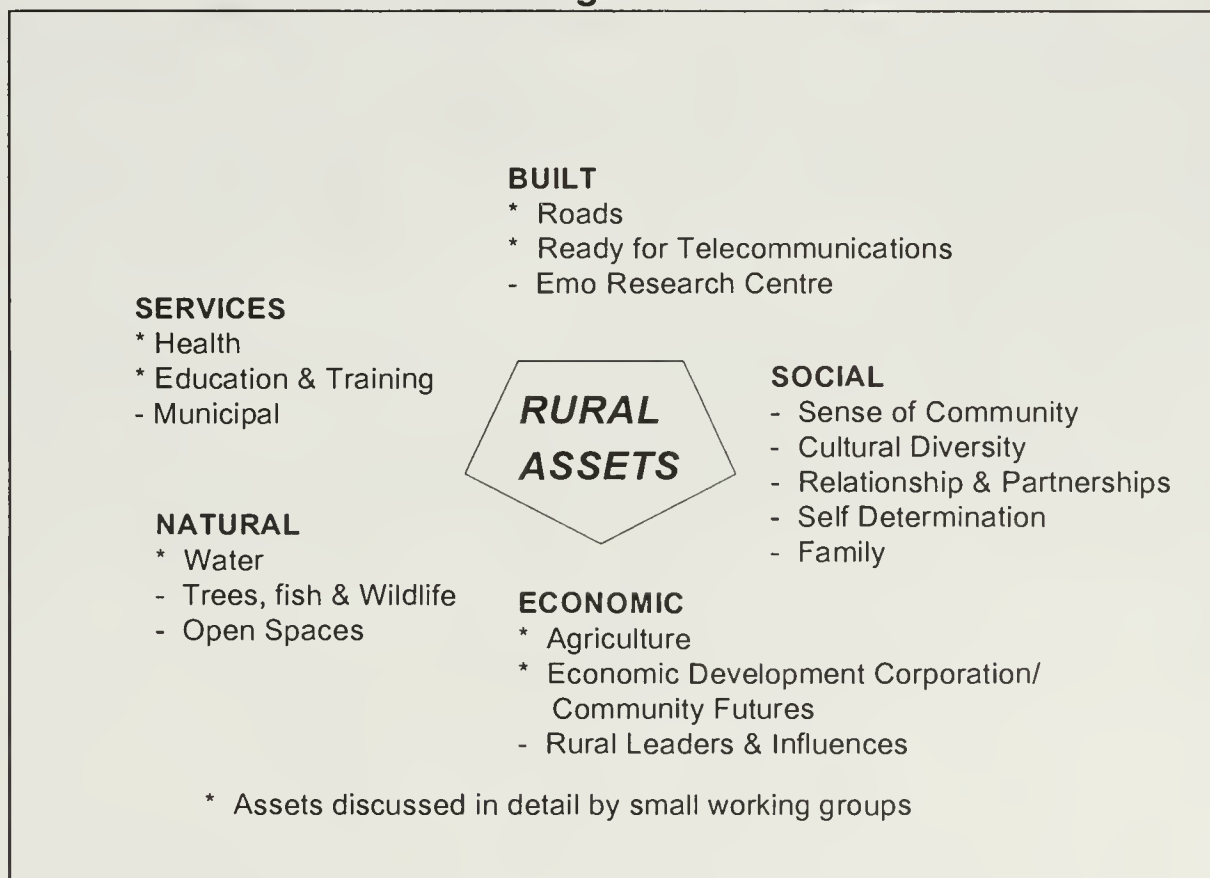 BUILT
* Roads
* Ready for Telecommunications
- Emo Research Centre
SERVICES
* Health
* Education & Training
- Municipal
RURAL
ASSETS
SOCIAL
- Sense of Community
- Cultural Diversity
- Relationship & Partnerships
- Self Determination
- Family
NATURAL
* Water
- Trees, fish & Wildlife
- Open Spaces
ECONOMIC
* Agriculture
* Economic Development Corporation/
Community Futures
- Rural Leaders & Influences
* Assets discussed in detail by small working groups